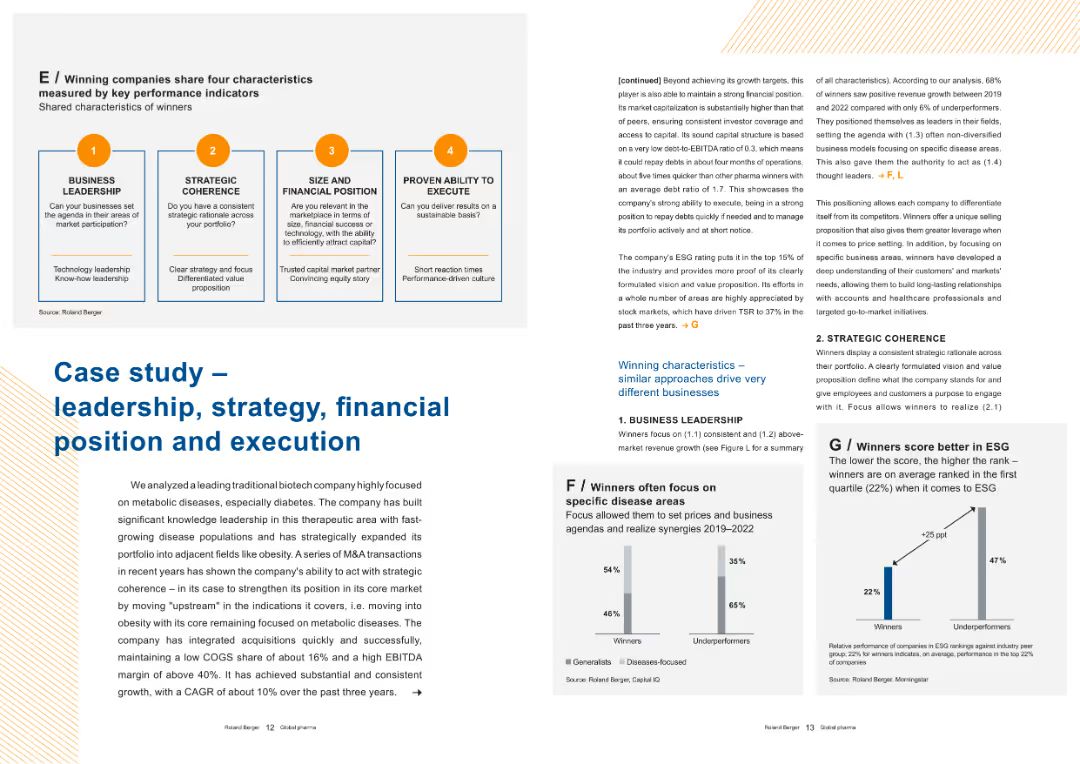 E / Winning companies share four characteristics
measured by key performance indicators
Shared characteristics of winners
1
BUSINESS
LEADERSHIP
Can your businesses set
the agenda in their areas of
market participation?
Technology leadership
Know-how leadership
2
STRATEGIC
COHERENCE
Do you have a consistent
strategic rationale across
your portfolio?
Clear strategy and focus
Differentiated value
proposition
3
SIZE AND
FINANCIAL POSITION
Are you relevant in the
marketplace in terms of
size, financial success or
technology, with the ability
to efficiently attract capital?
Trusted capital market partner
Convincing equity story
4
PROVEN ABILITY TO
EXECUTE
Can you deliver results on a
sustainable basis?
Short reaction times
Performance-driven culture
Source: Roland Berger
Case study –
leadership, strategy, financial
position and execution
We analyzed a leading traditional biotech company highly focused
on metabolic diseases, especially diabetes. The company has built
significant knowledge leadership in this therapeutic area with fast-
growing disease populations and has strategically expanded its
portfolio into adjacent fields like obesity. A series of M&A transactions
in recent years has shown the company's ability to act with strategic
coherence – in its case to strengthen its position in its core market
by moving "upstream" in the indications it covers, i.e. moving into
obesity with its core remaining focused on metabolic diseases. The
company has integrated acquisitions quickly and successfully,
maintaining a low COGS share of about 16% and a high EBITDA
margin of above 40%. It has achieved substantial and consistent
growth, with a CAGR of about 10% over the past three years. →
Roland Berger 12 Global pharma
[continued] Beyond achieving its growth targets, this
player is also able to maintain a strong financial position.
Its market capitalization is substantially higher than that
of peers, ensuring consistent investor coverage and
access to capital. Its sound capital structure is based
on a very low debt-to-EBITDA ratio of 0.3, which means
it could repay debts in about four months of operations.
about five times quicker than other pharma winners with
an average debt ratio of 1.7. This showcases the
company's strong ability to execute, being in a strong
position to repay debts quickly if needed and to manage
its portfolio actively and at short notice.
The company's ESG rating puts it in the top 15% of
the industry and provides more proof of its clearly
formulated vision and value proposition. Its efforts in
a whole number of areas are highly appreciated by
stock markets, which have driven TSR to 37% in the
past three years. → G
Winning characteristics –
similar approaches drive very
different businesses
1. BUSINESS LEADERSHIP
Winners focus on (1.1) consistent and (1.2) above-
market revenue growth (see Figure L for a summary
of all characteristics). According to our analysis, 68%
of winners saw positive revenue growth between 2019
and 2022 compared with only 6% of underperformers.
They positioned themselves as leaders in their fields,
setting the agenda with (1.3) often non-diversified
business models focusing on specific disease areas.
This also gave them the authority to act as (1.4)
thought leaders. → F, L
This positioning allows each company to differentiate
itself from its competitors. Winners offer a unique selling
proposition that also gives them greater leverage when
it comes to price setting. In addition, by focusing on
specific business areas, winners have developed a
deep understanding of their customers' and markets'
needs, allowing them to build long-lasting relationships
with accounts and healthcare professionals and
targeted go-to-market initiatives.
2. STRATEGIC COHERENCE
Winners display a consistent strategic rationale across
their portfolio. A clearly formulated vision and value
proposition define what the company stands for and
give employees and customers a purpose to engage
with it. Focus allows winners to realize (2.1)
F / Winners often focus on
specific disease areas
Focus allowed them to set prices and business
agendas and realize synergies 2019–2022
54%
46%
Winners
35%
65%
Underperformers
Generalists Diseases-focused
Source: Roland Berger, Capital IQ
G / Winners score better in ESG
The lower the score, the higher the rank –
winners are on average ranked in the first
quartile (22%) when it comes to ESG
+25 ppt
22%
47%
Winners
Underperformers
Relative performance of companies in ESG rankings against industry peer
group, 22% for winners indicates, on average, performance in the top 22%
of companies
Source: Roland Berger, Morningstar
Roland Berger 13 Global pharma